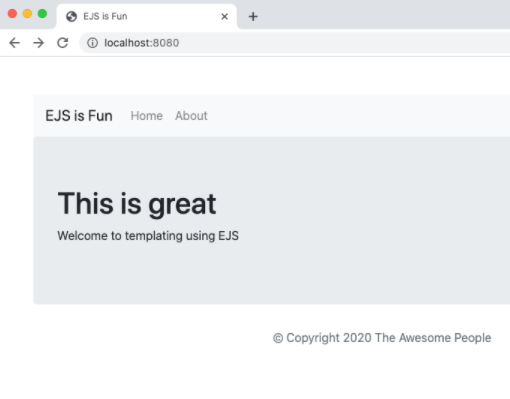 EJS is Fun
localhost:8080
EJS is Fun Home About
This is great
Welcome to templating using EJS
© Copyright 2020 The Awesome People